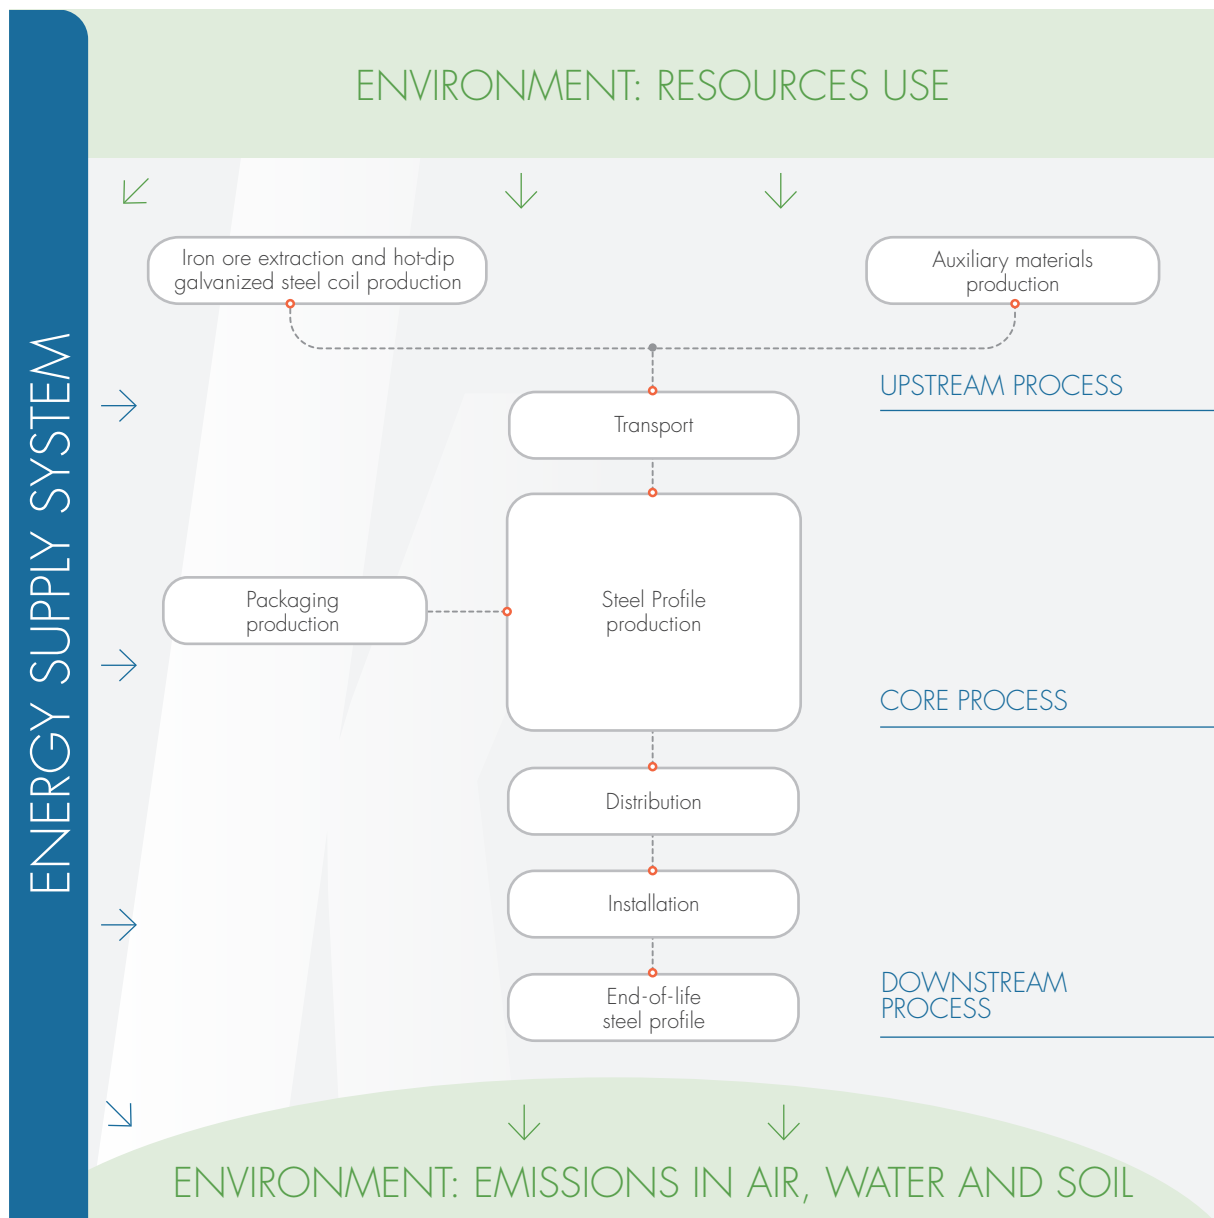 ENVIRONMENT: RESOURCES USE
ENERGY SUPPLY SYSTEM
Iron ore extraction and hot-dip
galvanized steel coil production
Auxiliary materials
production
UPSTREAM PROCESS
Transport
Packaging
production
Steel Profile
production
CORE PROCESS
Distribution
Installation
DOWNSTREAM
PROCESS
End-of-life
steel profile
ENVIRONMENT: EMISSIONS IN AIR, WATER AND SOIL